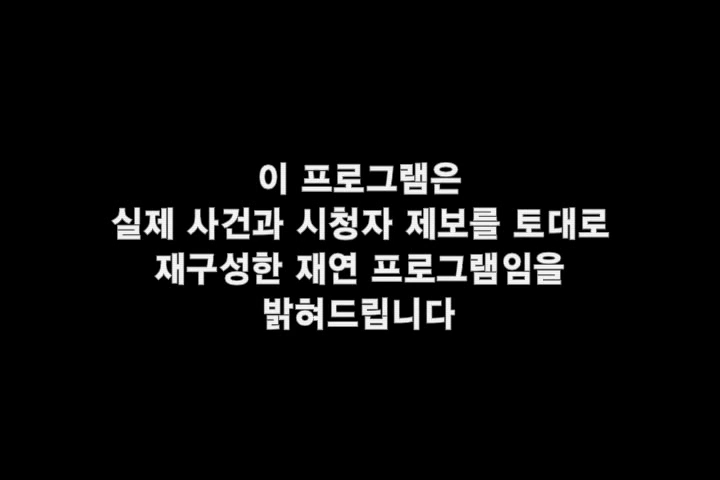 이 프로그램은
실제 사건과 시청자 제보를 토대로
재구성한 재연 프로그램임을
밝혀드립니다